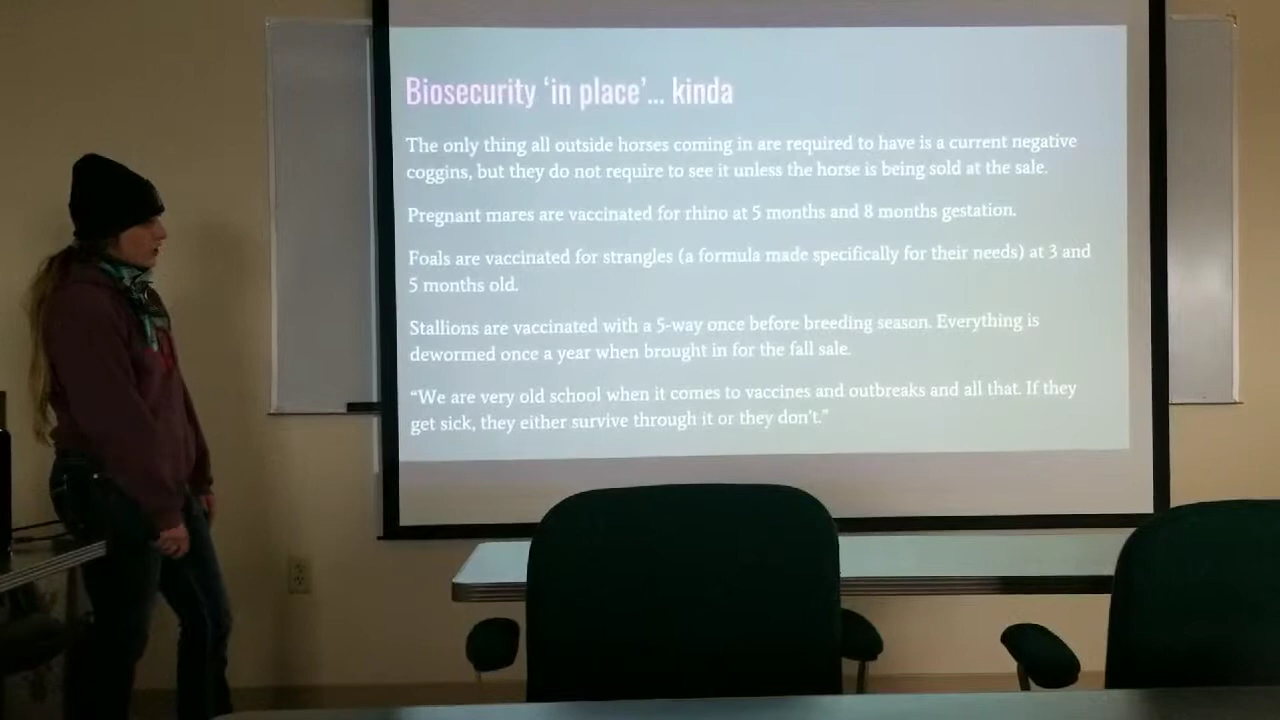 Biosecurity ‘in place’... kinda
The only thing all outside horses coming in are required to have is a current negative
coggins, but they do not require to see it unless the horse is being sold at the sale.
Pregnant mares are vaccinated for rhino at 5 months and 8 months gestation.
Foals are vaccinated for strangles (a formula made specifically for their needs) at 3 and
5 months old.
Stallions are vaccinated with a 5-way once before breeding season. Everything is
dewormed once a year when brought in for the fall sale.
“We are very old school when it comes to vaccines and outbreaks and all that. If they
get sick, they either survive through it or they don’t.”